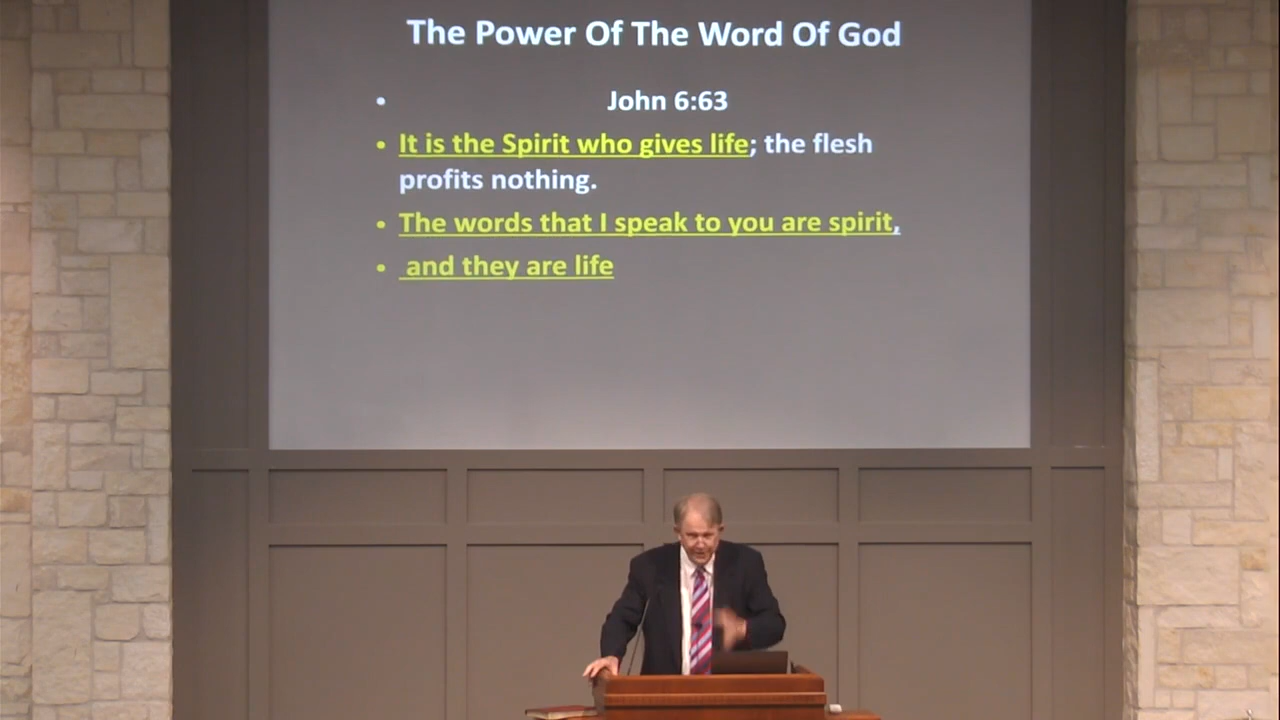 The Power Of The Word Of God
• John 6:63
• It is the Spirit who gives life; the flesh
profits nothing.
• The words that I speak to you are spirit,
• and they are life